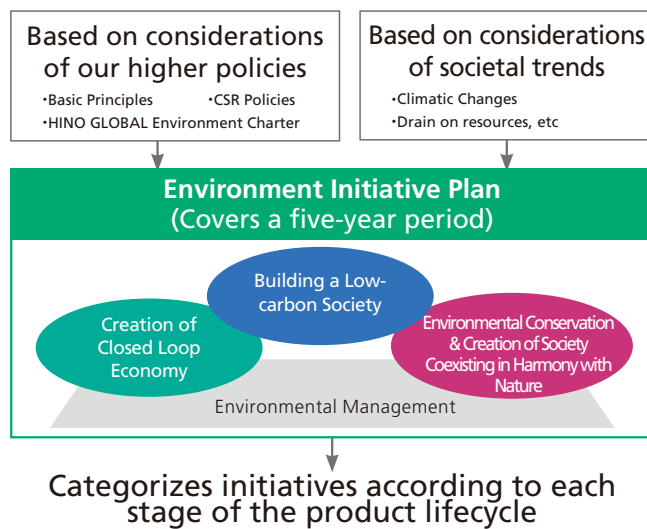 Based on considerations
of our higher policies
・Basic Principles ・CSR Policies
・HINO GLOBAL Environment Charter
Based on considerations
of societal trends
・Climatic Changes
・Drain on resources, etc
Environment Initiative Plan
(Covers a five-year period)
Building a Low-
carbon Society
Creation of
Closed Loop
Economy
Environmental Conservation
& Creation of Society
Coexisting in Harmony with
Nature
Environmental Management
Categorizes initiatives according to each
stage of the product lifecycle